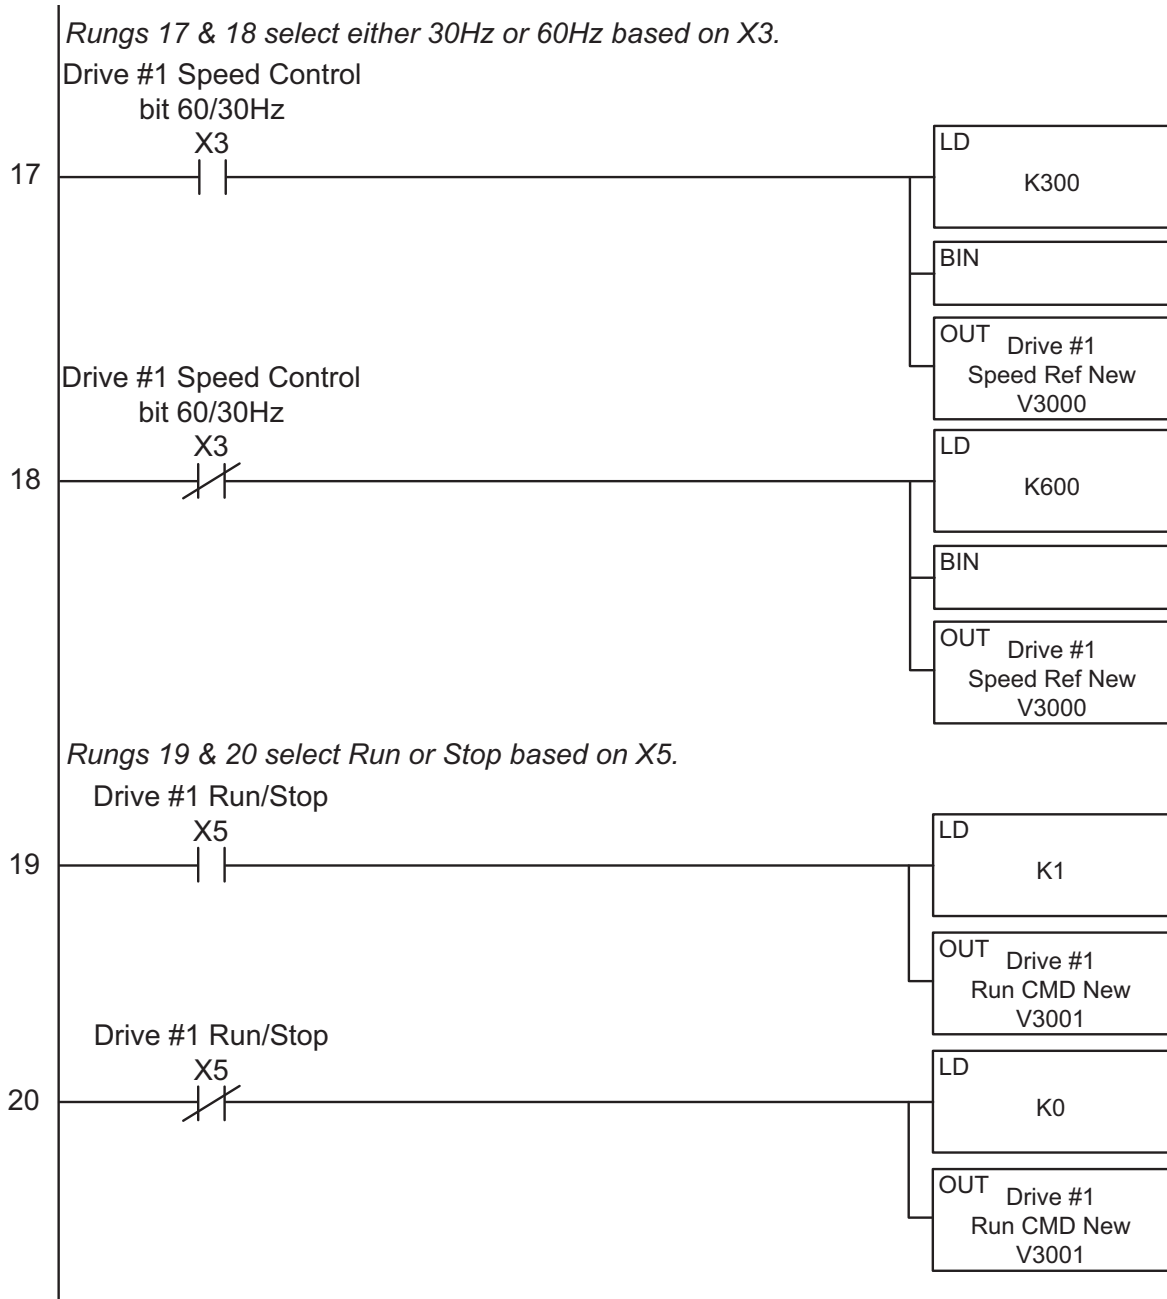 Rungs 17 & 18 select either 30Hz or 60Hz based on X3.
Drive #1 Speed Control
bit 60/30Hz
X3
17
LD
K300
BIN
OUT
Drive #1
Speed Ref New
V3000
Drive #1 Speed Control
bit 60/30Hz
X3
18
LD
K600
BIN
OUT
Drive #1
Speed Ref New
V3000
Rungs 19 & 20 select Run or Stop based on X5.
Drive #1 Run/Stop
X5
19
LD
K1
OUT
Drive #1
Run CMD New
V3001
Drive #1 Run/Stop
X5
20
LD
K0
OUT
Drive #1
Run CMD New
V3001